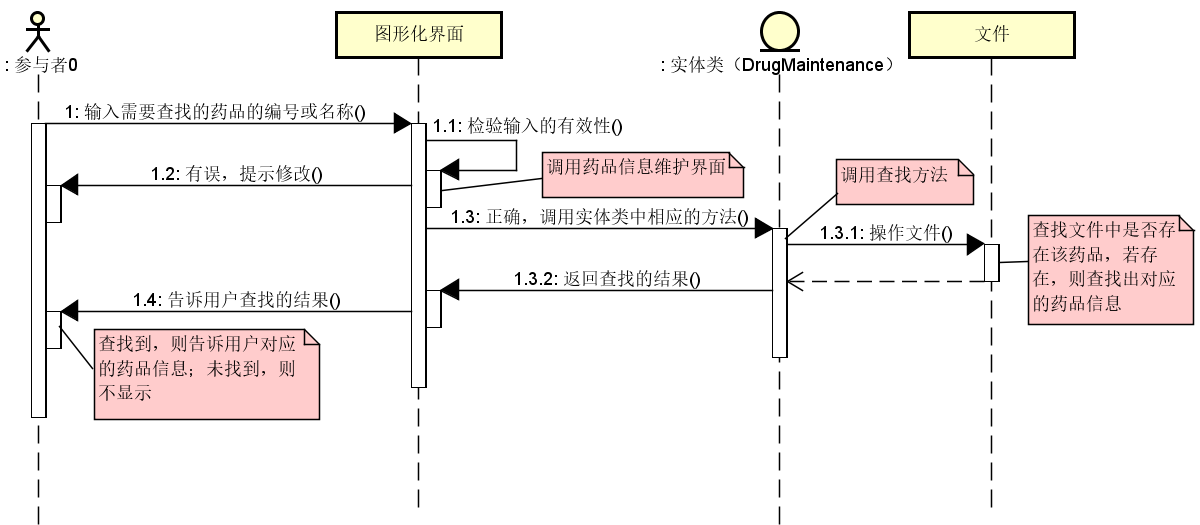 图形化界面
文件
: 参与者0
: 实体类（DrugMaintenance）
1: 输入需要查找的药品的编号或名称()
1.1: 检验输入的有效性()
调用药品信息维护界面
调用查找方法
1.2: 有误，提示修改()
1.3: 正确，调用实体类中相应的方法()
1.3.1: 操作文件()
查找文件中是否存
在该药品，若存
在，则查找出对应
的药品信息
1.3.2: 返回查找的结果()
1.4: 告诉用户查找的结果()
查找到，则告诉用户对应
的药品信息；未找到，则
不显示